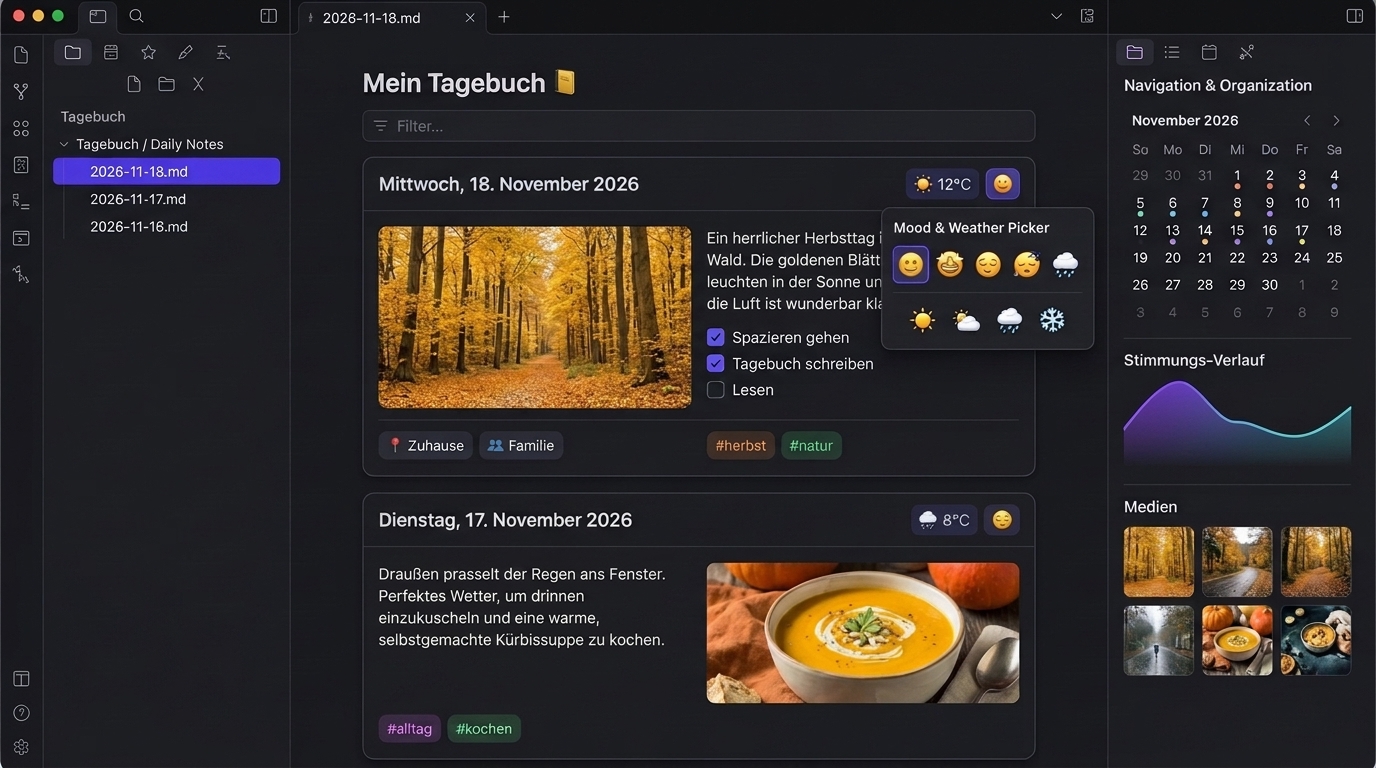 2026-11-18.md
Tagebuch
Tagebuch / Daily Notes
2026-11-18.md
2026-11-17.md
2026-11-16.md
Mein Tagebuch
Filter...
Mittwoch, 18. November 2026
12°C
Ein herrlicher Herbsttag
Wald. Die goldenen Blätt
leuchten in der Sonne un
die Luft ist wunderbar kla
Spazieren gehen
Tagebuch schreiben
Lesen
Zuhause
Familie
#herbst
#natur
Mood & Weather Picker
Dienstag, 17. November 2026
8°C
Draußen prasselt der Regen ans Fenster.
Perfektes Wetter, um drinnen
einzukuscheln und eine warme,
selbstgemachte Kürbissuppe zu kochen.
#alltag
#kochen
Navigation & Organization
November 2026
So Mo Di Mi Do Fr Sa
29 30 31 1 2 3 4
5 6 7 8 9 10 11
12 13 14 15 16 17 18
19 20 21 22 23 24 25
26 27 28 29 30 1 2
3 4 5 6 7 8 9
Stimmungs-Verlauf
Medien